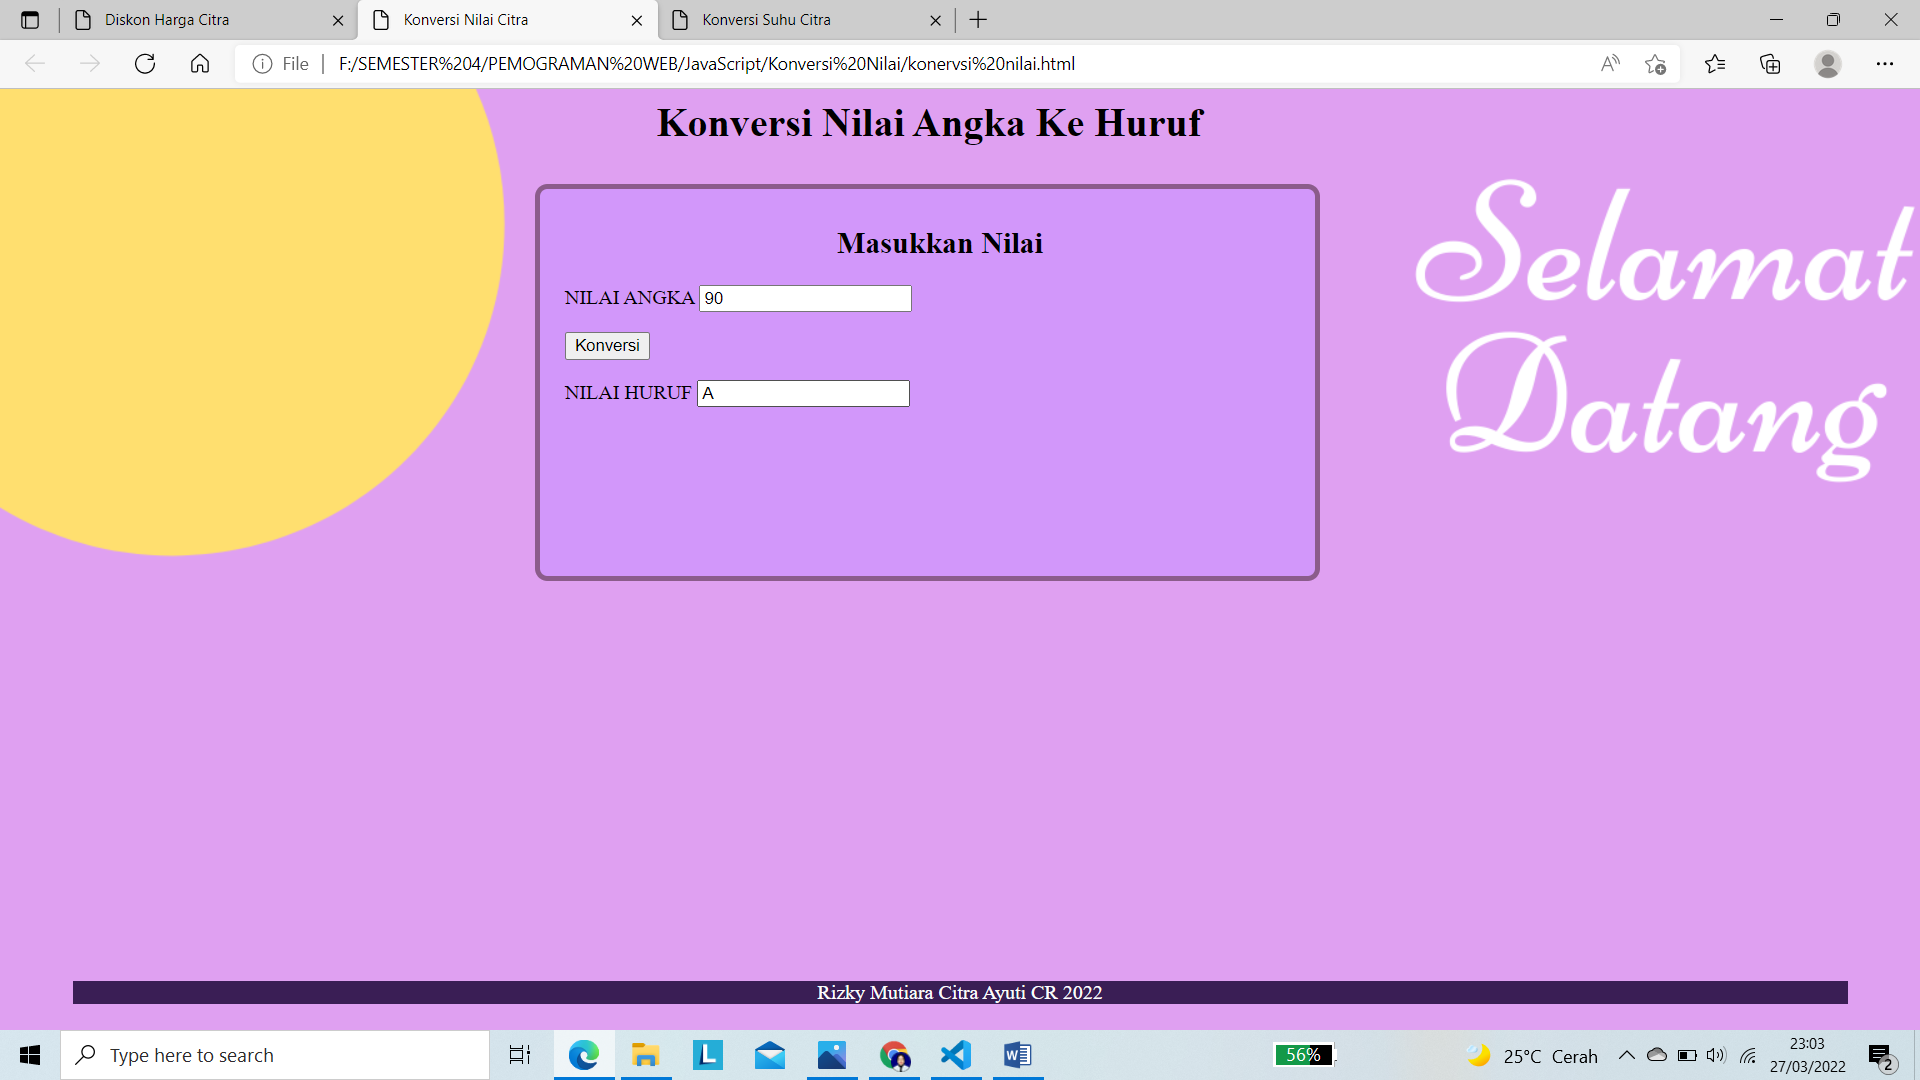 Diskon Harga Citra
Konversi Nilai Citra
Konversi Suhu Citra
File
F:/SEMESTER%204/PEMOGRAMAN%20WEB/JavaScript/Konversi%20Nilai/konervsi%20nilai.html
Konversi Nilai Angka Ke Huruf
Masukkan Nilai
NILAI ANGKA 90
Konversi
NILAI HURUF A
Selamat
Datang
Rizky Mutiara Citra Ayuti CR 2022
Type here to search
L
W
56%
25°C Cerah
23:03
27/03/2022
2